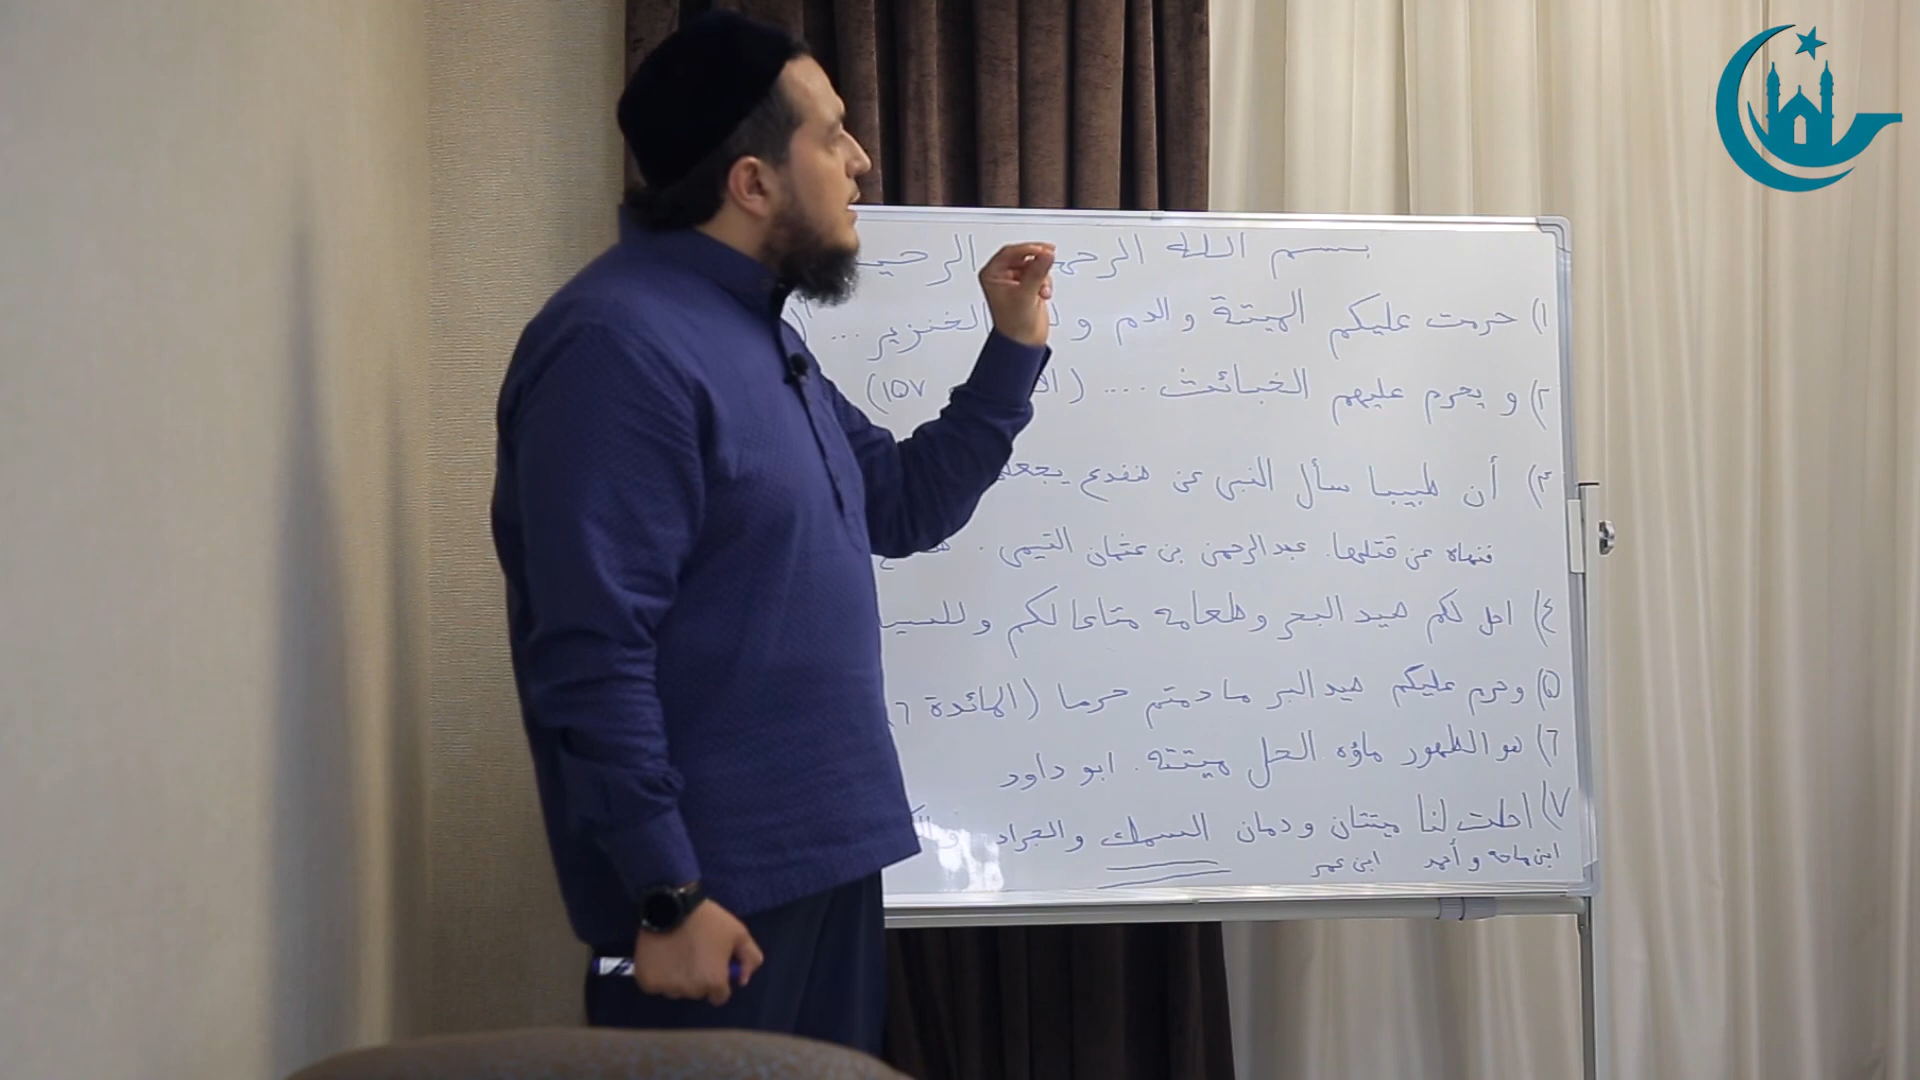 بسم الله الرحمن الرحيم
١) حرمت عليكم الميتة والدم و الخنزير ...
٢) و يحرم عليهم الخبائث .... ( ١٥٧)
٣) أن طبيبا سأل النبي عن ضفدع يجعلها
فنهاه عن قتلها. عبد الرحمن بن عثمان التيمي.
٤) احل لكم صيد البحر وطعامه متاعا لكم وللسيا
٥) وحرم عليكم صيد البر ما دمتم حرما (المائدة ٦
٦) هو الطهور ماؤه الحل ميتته. ابو داود
٧) احلت لنا ميتتان و دمان السمك والجراد
ابن ماجه و أحمد ابن عمر